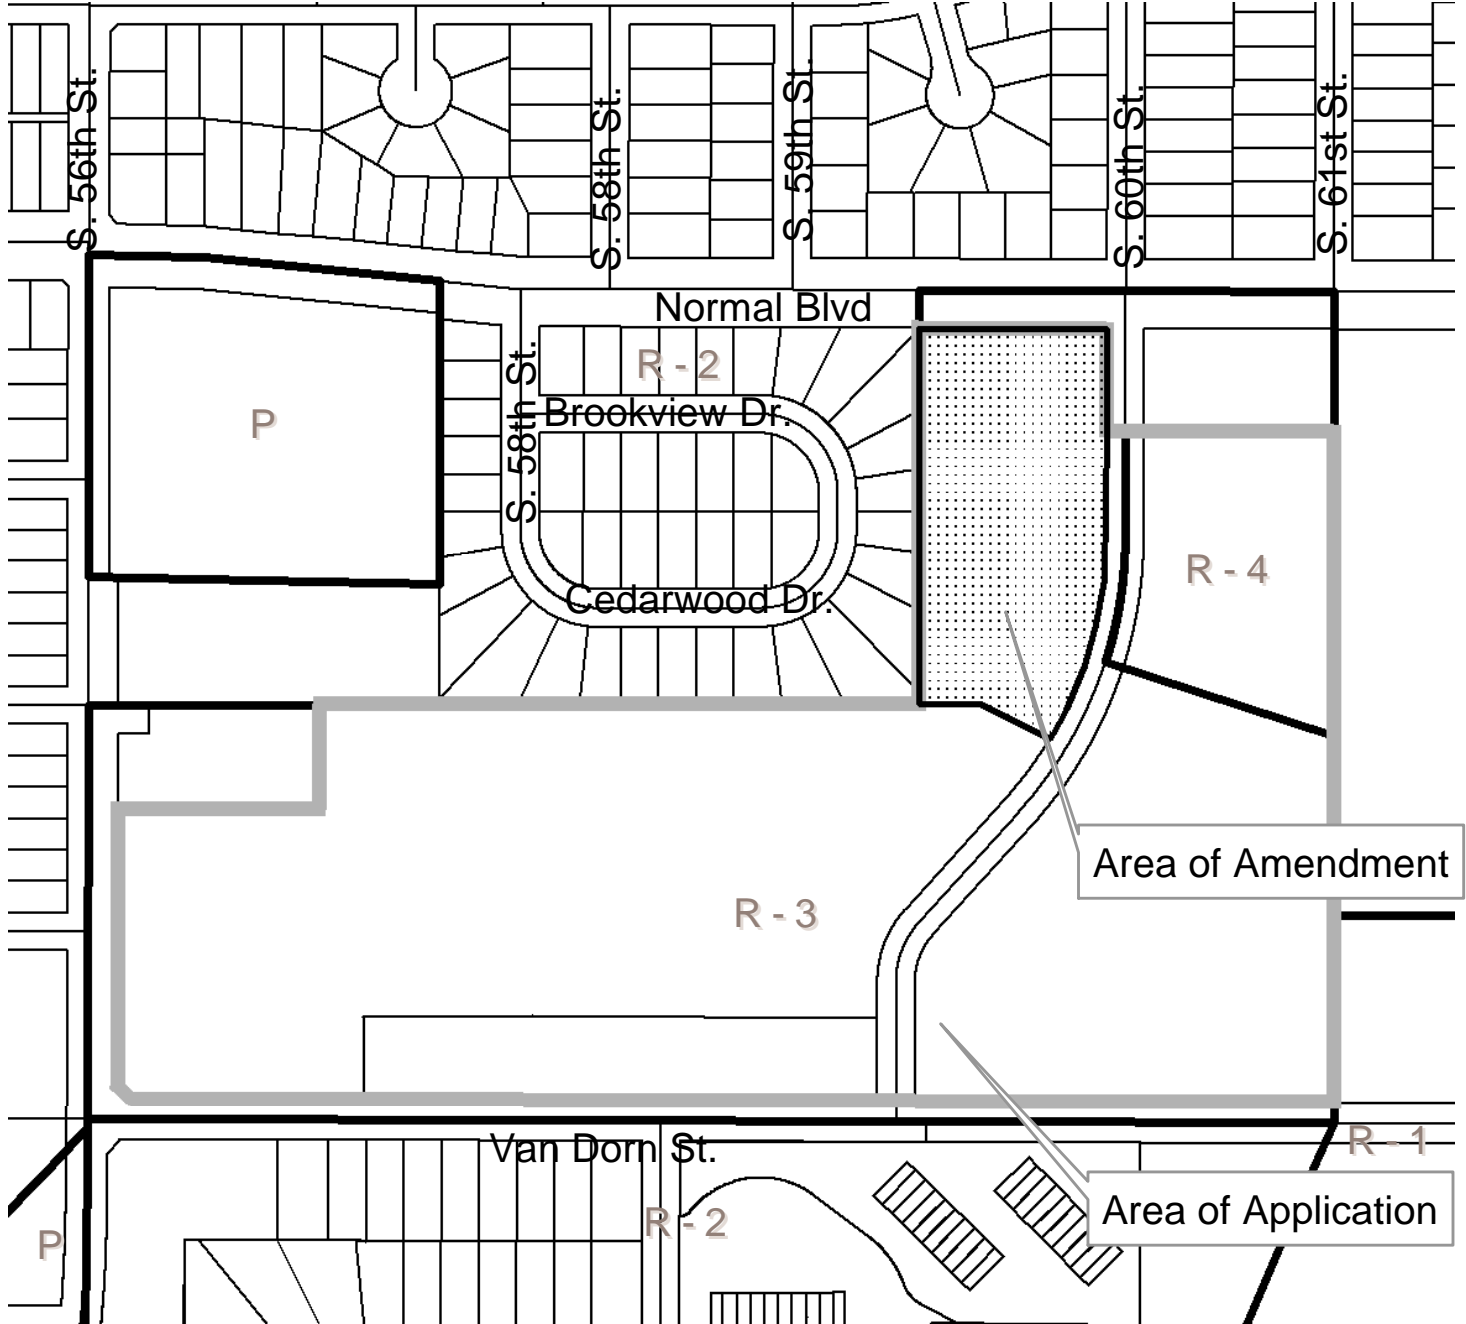 S. 56th St.
S. 58th St.
S. 59th St.
S. 60th St.
S. 61st St.
Normal Blvd
R - 2
S. 58th St.
Brookview Dr.
P
R - 4
Cedarwood Dr.
Area of Amendment
R - 3
Van Dorn St.
R - 1
Area of Application
R - 2
P